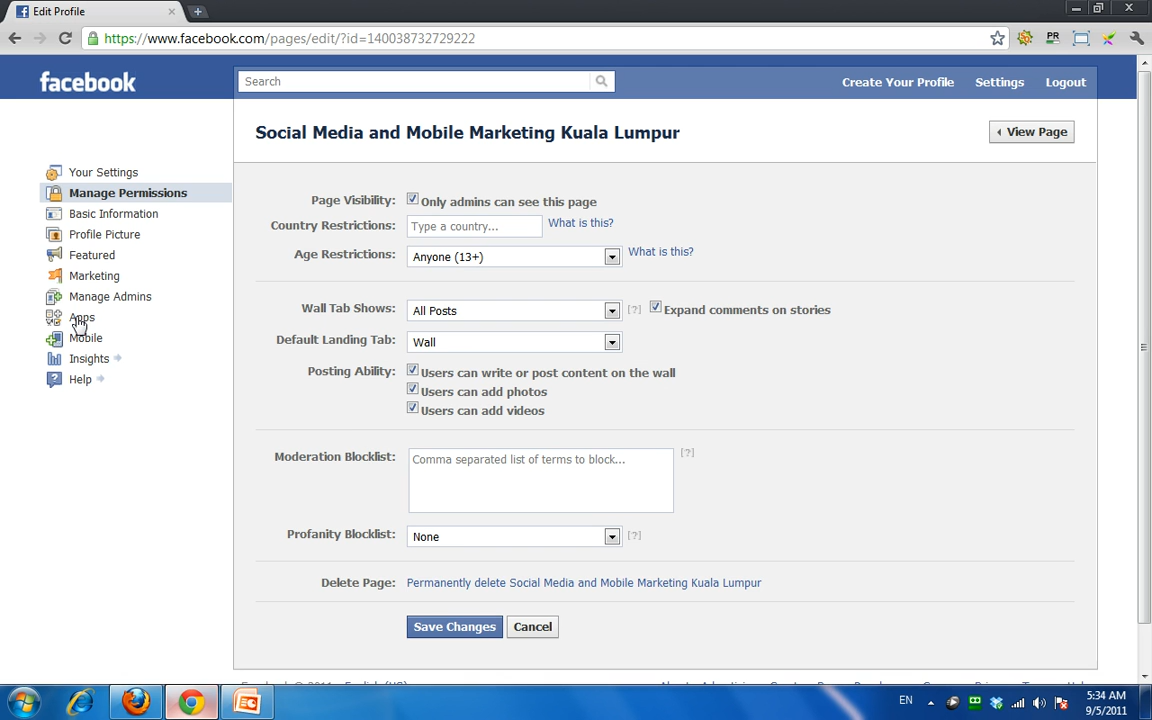 Edit Profile
https://www.facebook.com/pages/edit/?id=140038732729222
PR
facebook
Search
Create Your Profile
Settings
Logout
Social Media and Mobile Marketing Kuala Lumpur
View Page
Your Settings
Manage Permissions
Basic Information
Profile Picture
Featured
Marketing
Manage Admins
Apps
Mobile
Insights
Help
Page Visibility: Only admins can see this page
Country Restrictions: Type a country... What is this?
Age Restrictions: Anyone (13+) What is this?
Wall Tab Shows: All Posts [?] Expand comments on stories
Default Landing Tab: Wall
Posting Ability: Users can write or post content on the wall
Users can add photos
Users can add videos
Moderation Blocklist: Comma separated list of terms to block... [?]
Profanity Blocklist: None [?]
Delete Page: Permanently delete Social Media and Mobile Marketing Kuala Lumpur
Save Changes Cancel
EN
5:34 AM
9/5/2011